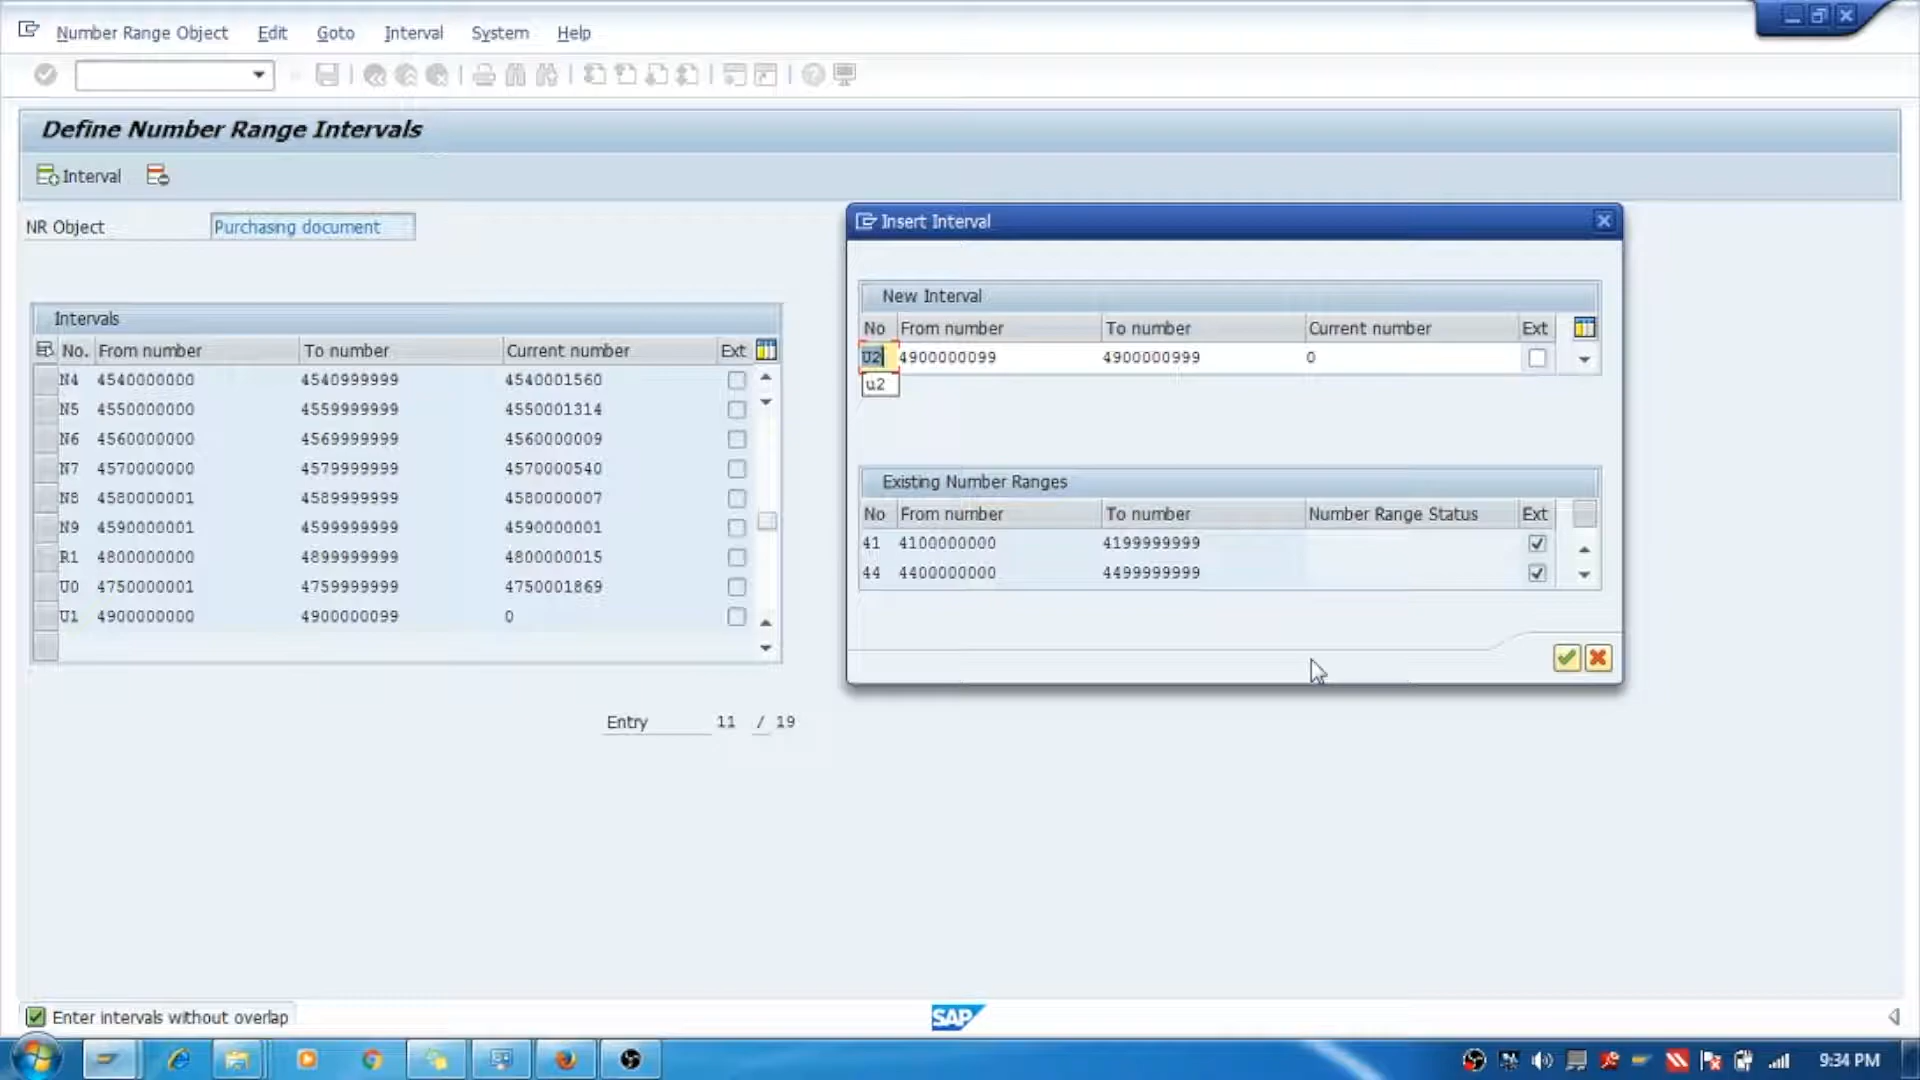 Number Range Object Edit Goto Interval System Help
Define Number Range Intervals
Interval
NR Object Purchasing document
Intervals
No. From number To number Current number Ext
N4 4540000000 4540999999 4540001560
N5 4550000000 4559999999 4550001314
N6 4560000000 4569999999 4560000009
N7 4570000000 4579999999 4570000540
N8 4580000001 4589999999 4580000007
N9 4590000001 4599999999 4590000001
R1 4800000000 4899999999 4800000015
U0 4750000001 4759999999 4750001869
U1 4900000000 4900000099 0
Entry 11 / 19
Insert Interval
New Interval
No From number To number Current number Ext
U2 4900000099 4900000999 0
u2
Existing Number Ranges
No From number To number Number Range Status Ext
41 4100000000 4199999999
44 4400000000 4499999999
Enter intervals without overlap
SAP
9:34 PM